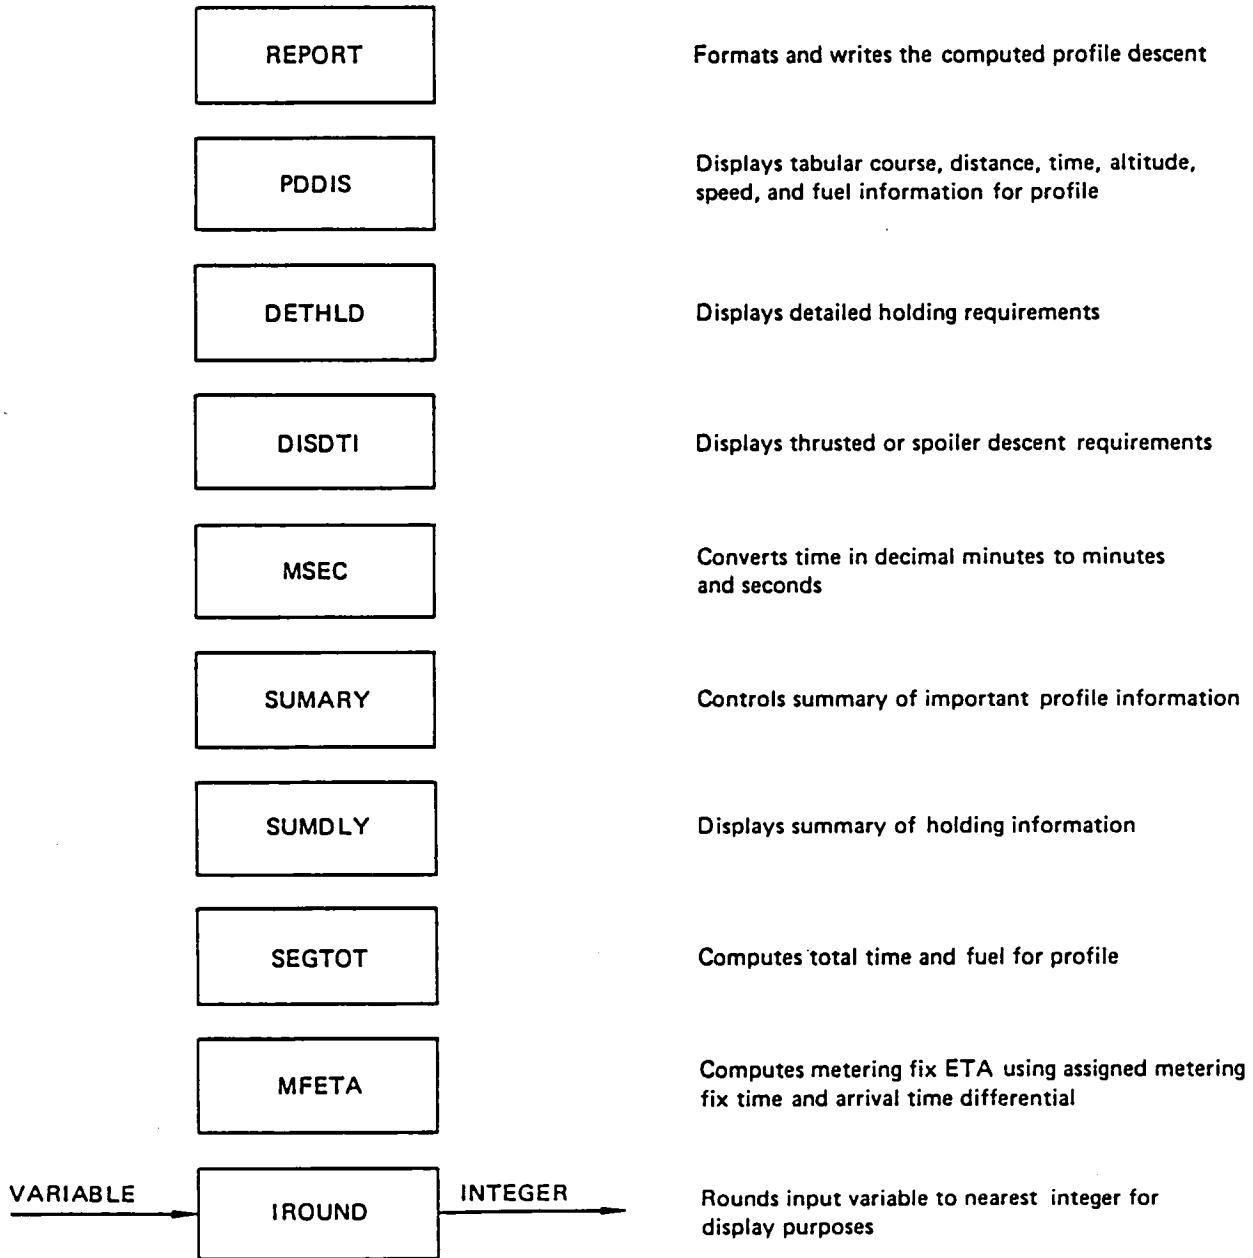 REPORT
Formats and writes the computed profile descent
PDDIS
Displays tabular course, distance, time, altitude,
speed, and fuel information for profile
DETHLD
Displays detailed holding requirements
DISDTI
Displays thrusted or spoiler descent requirements
MSEC
Converts time in decimal minutes to minutes
and seconds
SUMARY
Controls summary of important profile information
SUMDLY
Displays summary of holding information
SEGTOT
Computes total time and fuel for profile
MFETA
Computes metering fix ETA using assigned metering
fix time and arrival time differential
VARIABLE
IROUND
INTEGER
Rounds input variable to nearest integer for
display purposes